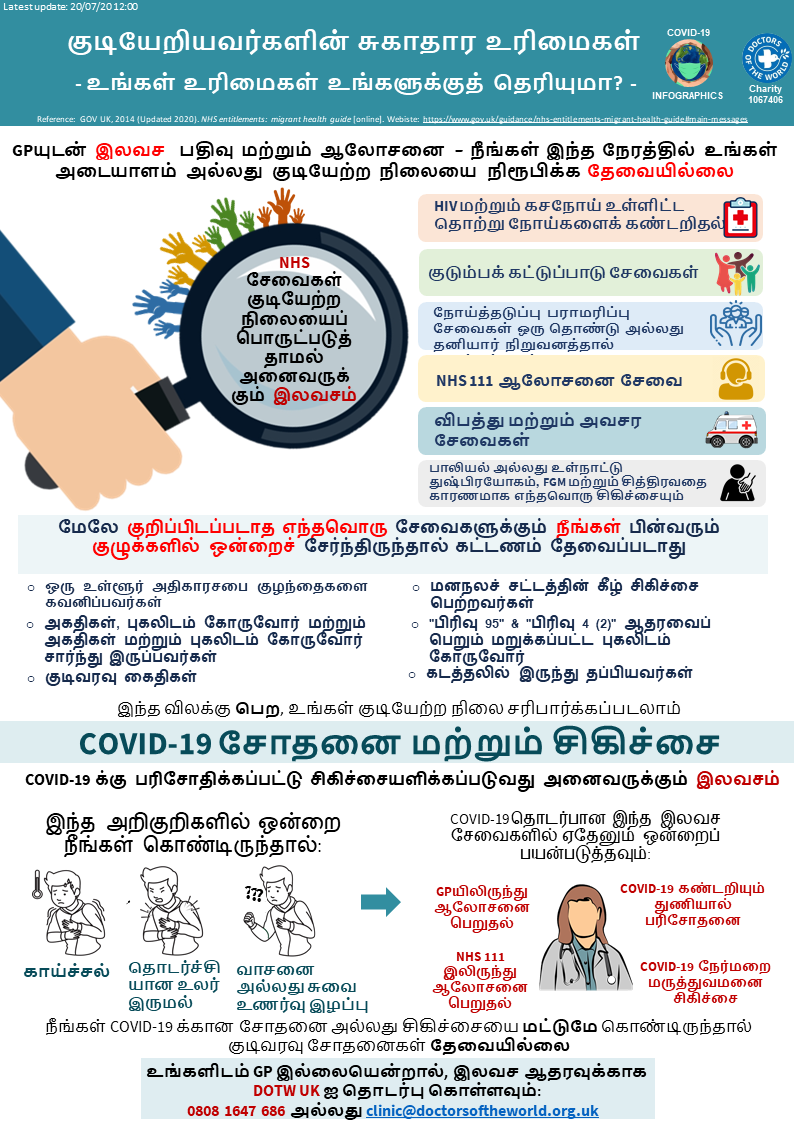 Latest update: 20/07/20 12:00
குடியேறியவர்களின் சுகாதார உரிமைகள்
- உங்கள் உரிமைகள் உங்களுக்குத் தெரியுமா? -
COVID-19
INFOGRAPHICS
DOCTORS OF THE WORLD
Charity
1067406
Reference: GOV UK, 2014 (Updated 2020). NHS entitlements: migrant health guide [online]. Webiste: https://www.gov.uk/guidance/nhs-entitlements-migrant-health-guide#main-messages
GPயுடன் இலவச பதிவு மற்றும் ஆலோசனை – நீங்கள் இந்த நேரத்தில் உங்கள்
அடையாளம் அல்லது குடியேற்ற நிலையை நிரூபிக்க தேவையில்லை
NHS
சேவைகள்
குடியேற்ற
நிலையைப்
பொருட்படுத்
தாமல்
அனைவருக்
கும் இலவசம்
HIV மற்றும் கசநோய் உள்ளிட்ட
தொற்று நோய்களைக் கண்டறிதல்
குடும்பக் கட்டுப்பாடு சேவைகள்
நோய்த்தடுப்பு பராமரிப்பு
சேவைகள் ஒரு தொண்டு அல்லது
தனியார் நிறுவனத்தால்
NHS 111 ஆலோசனை சேவை
விபத்து மற்றும் அவசர
சேவைகள்
பாலியல் அல்லது உள்நாட்டு
துஷ்பிரயோகம், FGM மற்றும் சித்திரவதை
காரணமாக எந்தவொரு சிகிச்சையும்
மேலே குறிப்பிடப்படாத எந்தவொரு சேவைகளுக்கும் நீங்கள் பின்வரும்
குழுக்களில் ஒன்றைச் சேர்ந்திருந்தால் கட்டணம் தேவைப்படாது
○ ஒரு உள்ளூர் அதிகாரசபை குழந்தைகளை
கவனிப்பவர்கள்
○ அகதிகள், புகலிடம் கோருவோர் மற்றும்
அகதிகள் மற்றும் புகலிடம் கோருவோர்
சார்ந்து இருப்பவர்கள்
○ குடிவரவு கைதிகள்
○ மனநலச் சட்டத்தின் கீழ் சிகிச்சை
பெற்றவர்கள்
○ "பிரிவு 95" & "பிரிவு 4 (2)" ஆதரவைப்
பெறும் மறுக்கப்பட்ட புகலிடம்
கோருவோர்
○ கடத்தலில் இருந்து தப்பியவர்கள்
இந்த விலக்கு பெற, உங்கள் குடியேற்ற நிலை சரிபார்க்கப்படலாம்
COVID-19 சோதனை மற்றும் சிகிச்சை
COVID-19 க்கு பரிசோதிக்கப்பட்டு சிகிச்சையளிக்கப்படுவது அனைவருக்கும் இலவசம்
இந்த அறிகுறிகளில் ஒன்றை
நீங்கள் கொண்டிருந்தால்:
???
காய்ச்சல்
தொடர்ச்சி
யான உலர்
இருமல்
வாசனை
அல்லது சுவை
உணர்வு இழப்பு
COVID-19தொடர்பான இந்த இலவச
சேவைகளில் ஏதேனும் ஒன்றைப்
பயன்படுத்தவும்:
GPயிலிருந்து
ஆலோசனை
பெறுதல்
NHS 111
இலிருந்து
ஆலோசனை
பெறுதல்
COVID-19 கண்டறியும்
துணியால்
பரிசோதனை
COVID-19 நேர்மறை
மருத்துவமனை
சிகிச்சை
நீங்கள் COVID-19 க்கான சோதனை அல்லது சிகிச்சையை மட்டுமே கொண்டிருந்தால்
குடிவரவு சோதனைகள் தேவையில்லை
உங்களிடம் GP இல்லையென்றால், இலவச ஆதரவுக்காக
DOTW UK ஐ தொடர்பு கொள்ளவும்:
0808 1647 686 அல்லது clinic@doctorsoftheworld.org.uk